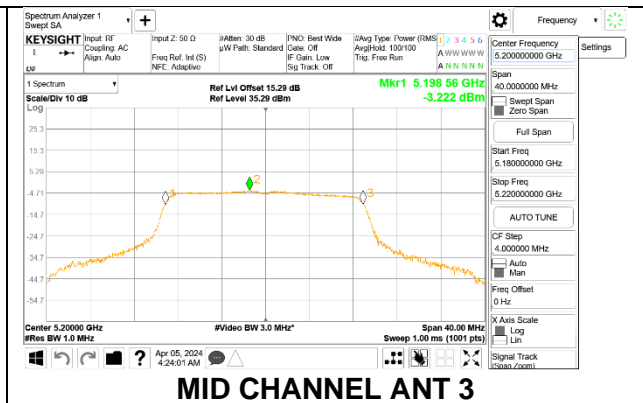 Spectrum Analyzer 1
Swept SA
+
Frequency
KEYSIGHT
Input: RF
Coupling: AC
Align: Auto
Input Z: 50 Ω
Freq Ref: Int (S)
NFE: Adaptive
#Atten: 30 dB
µW Path: Standard
PNO: Best Wide
Gate: Off
IF Gain: Low
Sig Track: Off
#Avg Type: Power (RMS
Avg|Hold: 100/100
Trig: Free Run
1 2 3 4 5 6
A W W W W W
A N N N N N
Center Frequency
5.200000000 GHz
Settings
Span
40.0000000 MHz
Swept Span
Zero Span
Full Span
Start Freq
5.180000000 GHz
Stop Freq
5.220000000 GHz
AUTO TUNE
CF Step
4.000000 MHz
Auto
Man
Freq Offset
0 Hz
X Axis Scale
Log
Lin
Signal Track
(Span Zoom)
1 Spectrum
Scale/Div 10 dB
Log
Ref Lvl Offset 15.29 dB
Ref Level 35.29 dBm
Mkr1 5.198 56 GHz
-3.222 dBm
25.3
15.3
5.29
-4.71
-14.7
-24.7
-34.7
-44.7
-54.7
1
2
3
Center 5.20000 GHz
#Res BW 1.0 MHz
#Video BW 3.0 MHz*
Span 40.00 MHz
Sweep 1.00 ms (1001 pts)
?
Apr 05, 2024
4:24:01 AM
MID CHANNEL ANT 3